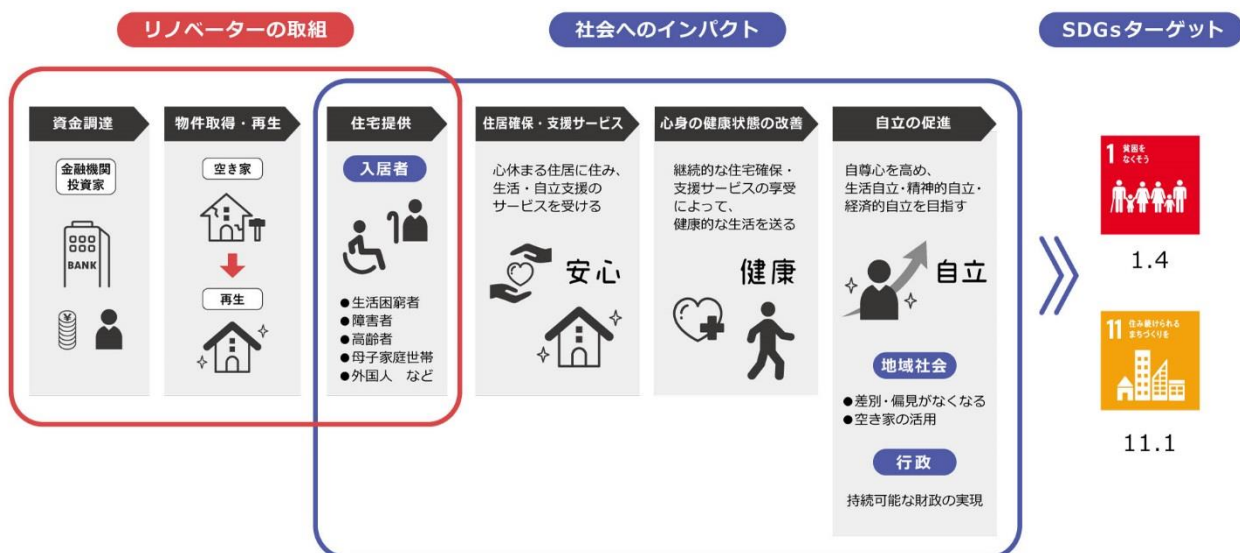 リノベーターの取組
社会へのインパクト
SDGsターゲット
資金調達
金融機関
投資家
BANK
¥
物件取得・再生
空き家
再生
住宅提供
入居者
●生活困窮者
●障害者
●高齢者
●母子家庭世帯
●外国人 など
住居確保・支援サービス
心休まる住居に住み、
生活・自立支援の
サービスを受ける
安心
心身の健康状態の改善
継続的な住宅確保・
支援サービスの享受
によって、
健康的な生活を送る
健康
自立の促進
自尊心を高め、
生活自立・精神的自立・
経済的自立を目指す
自立
地域社会
●差別・偏見がなくなる
●空き家の活用
行政
持続可能な財政の実現
1 貧困を
なくそう
1.4
11 住み続けられる
まちづくりを
11.1